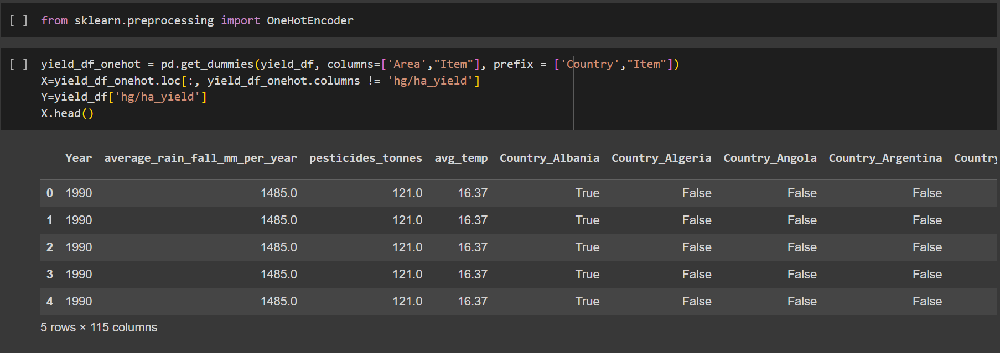 [ ] from sklearn.preprocessing import OneHotEncoder
[ ] yield_df_onehot = pd.get_dummies(yield_df, columns=['Area',"Item"], prefix = ['Country',"Item"])
X=yield_df_onehot.loc[:, yield_df_onehot.columns != 'hg/ha_yield']
Y=yield_df['hg/ha_yield']
X.head()
Year average_rain_fall_mm_per_year pesticides_tonnes avg_temp Country_Albania Country_Algeria Country_Angola Country_Argentina Country
0 1990 1485.0 121.0 16.37 True False False False
1 1990 1485.0 121.0 16.37 True False False False
2 1990 1485.0 121.0 16.37 True False False False
3 1990 1485.0 121.0 16.37 True False False False
4 1990 1485.0 121.0 16.37 True False False False
5 rows × 115 columns